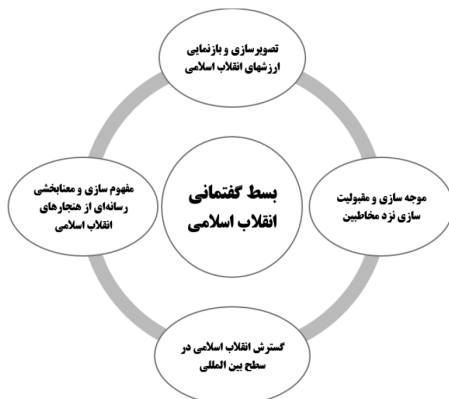 تصویرسازی و بازنمایی
ارزشهای انقلاب اسلامی
بسط گفتمانی
انقلاب اسلامی
موجه سازی و مقبولیت
سازی نزد مخاطبین
مفهوم سازی و معنابخشی
رسانه‌ای از هنجارهای
انقلاب اسلامی
گسترش انقلاب اسلامی در
سطح بین المللی